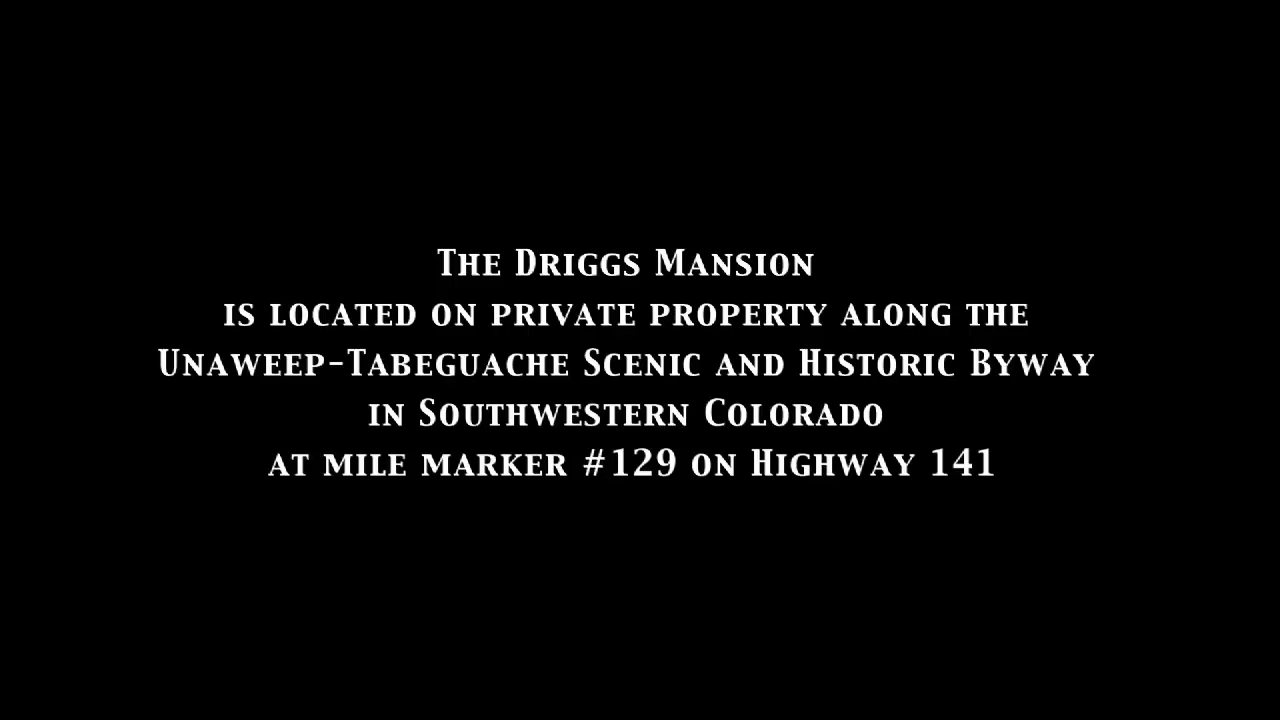 The Driggs Mansion
is located on private property along the
Unaweep-Tabeguache Scenic and Historic Byway
in Southwestern Colorado
at mile marker #129 on Highway 141